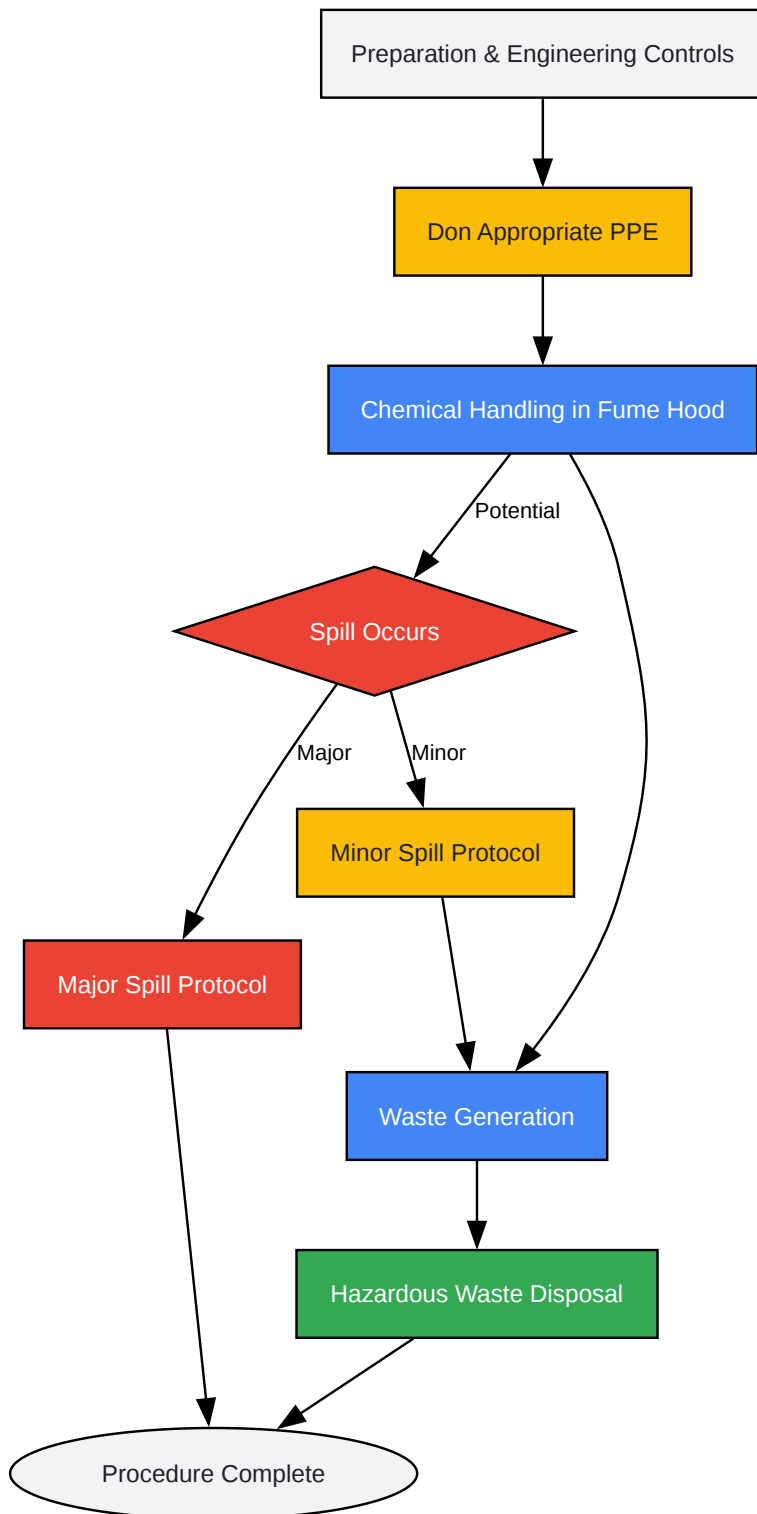 Preparation & Engineering Controls
Don Appropriate PPE
Chemical Handling in Fume Hood
Potential
Spill Occurs
Major
Minor
Minor Spill Protocol
Major Spill Protocol
Waste Generation
Hazardous Waste Disposal
Procedure Complete